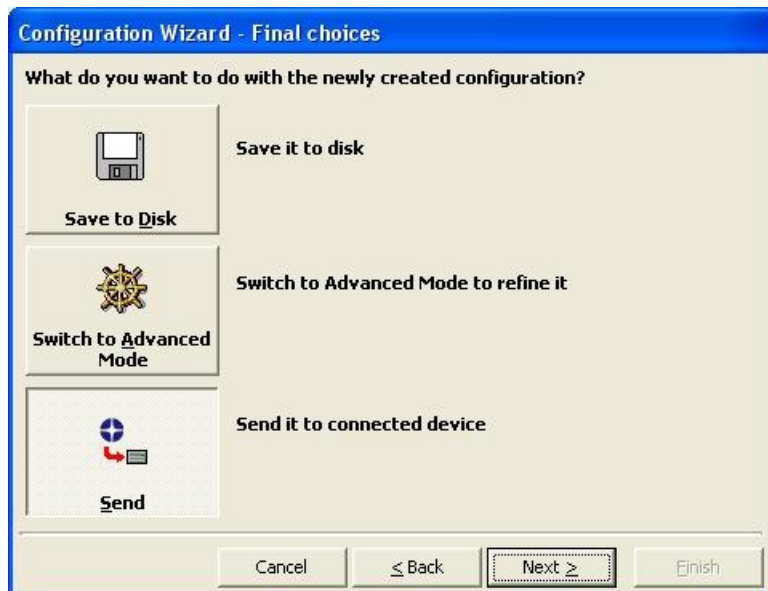 Configuration Wizard - Final choices
What do you want to do with the newly created configuration?
Save it to disk
Save to Disk
Switch to Advanced Mode to refine it
Switch to Advanced
Mode
Send it to connected device
Send
Cancel
< Back
Next >
Finish